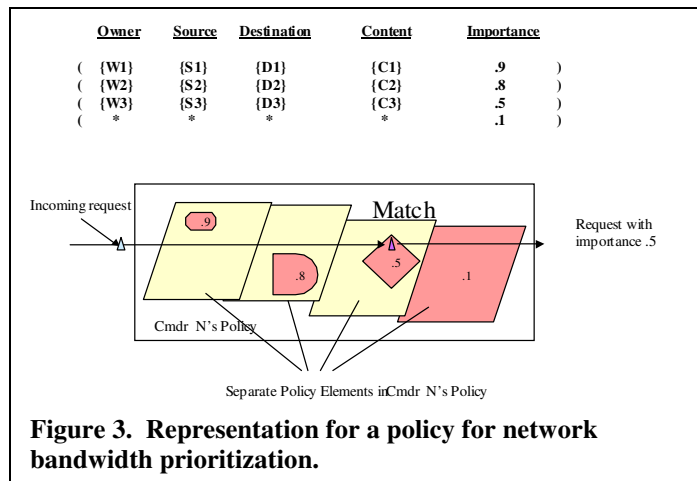 Owner Source Destination Content Importance
( {W1} {S1} {D1} {C1} .9 )
( {W2} {S2} {D2} {C2} .8 )
( {W3} {S3} {D3} {C3} .5 )
( * * * * .1 )
Incoming request
Match
Request with
importance .5
.9
.8
.5
.1
Cmdr N's Policy
Separate Policy Elements in Cmdr N's Policy
Figure 3. Representation for a policy for network
bandwidth prioritization.